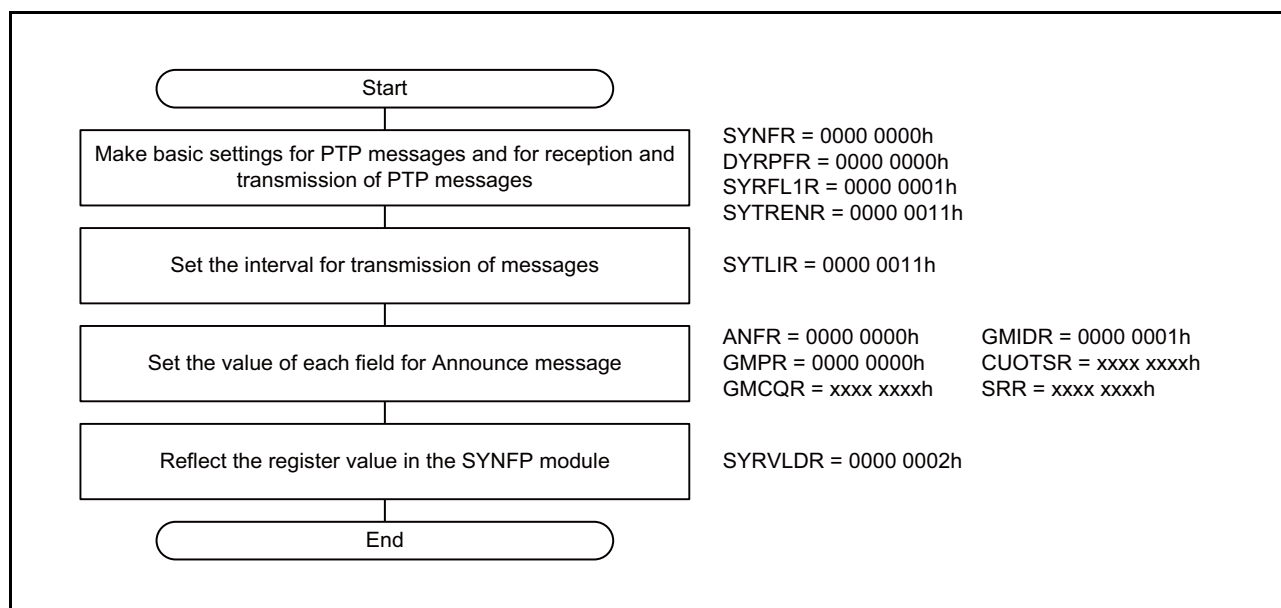 Start
Make basic settings for PTP messages and for reception and
transmission of PTP messages
SYNFR = 0000 0000h
DYRPFR = 0000 0000h
SYRFL1R = 0000 0001h
SYTRENR = 0000 0011h
Set the interval for transmission of messages
SYTLIR = 0000 0011h
Set the value of each field for Announce message
ANFR = 0000 0000h
GMPR = 0000 0000h
GMCQR = xxxx xxxxh
GMIDR = 0000 0001h
CUOTSR = xxxx xxxxh
SRR = xxxx xxxxh
Reflect the register value in the SYNFP module
SYRVLDR = 0000 0002h
End